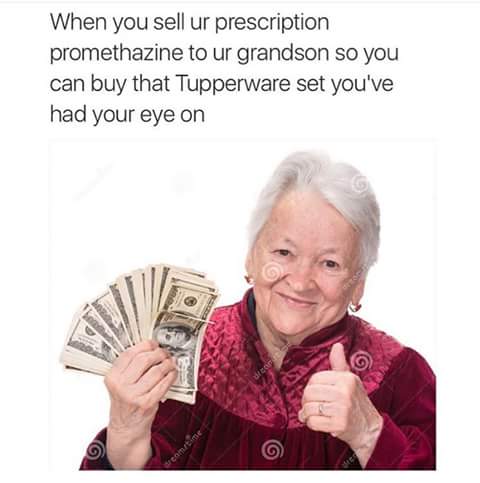 When you sell ur prescription
promethazine to ur grandson so you
can buy that Tupperware set you've
had your eye on